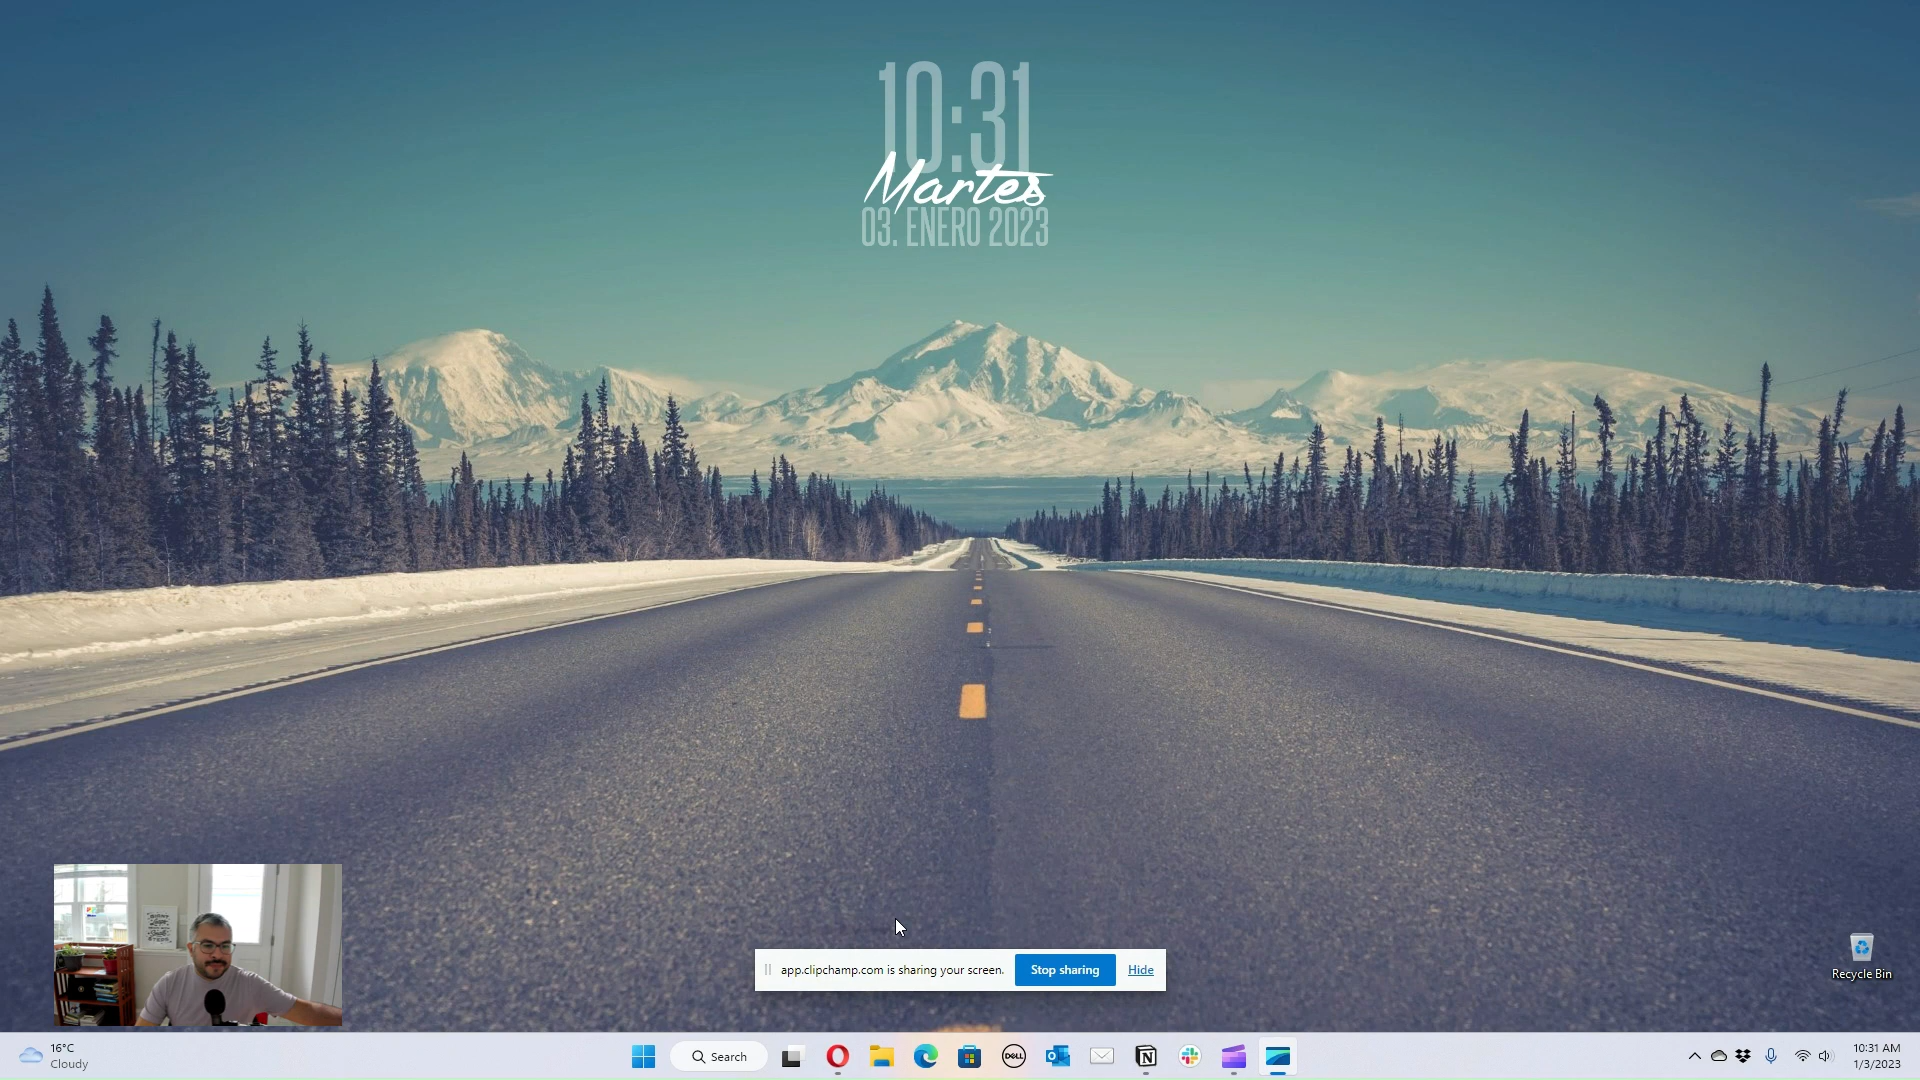 10:31
Martes
03. ENERO 2023
app.clipchamp.com is sharing your screen.
Stop sharing
Hide
Recycle Bin
16°C
Cloudy
Search
DELL
10:31 AM
1/3/2023